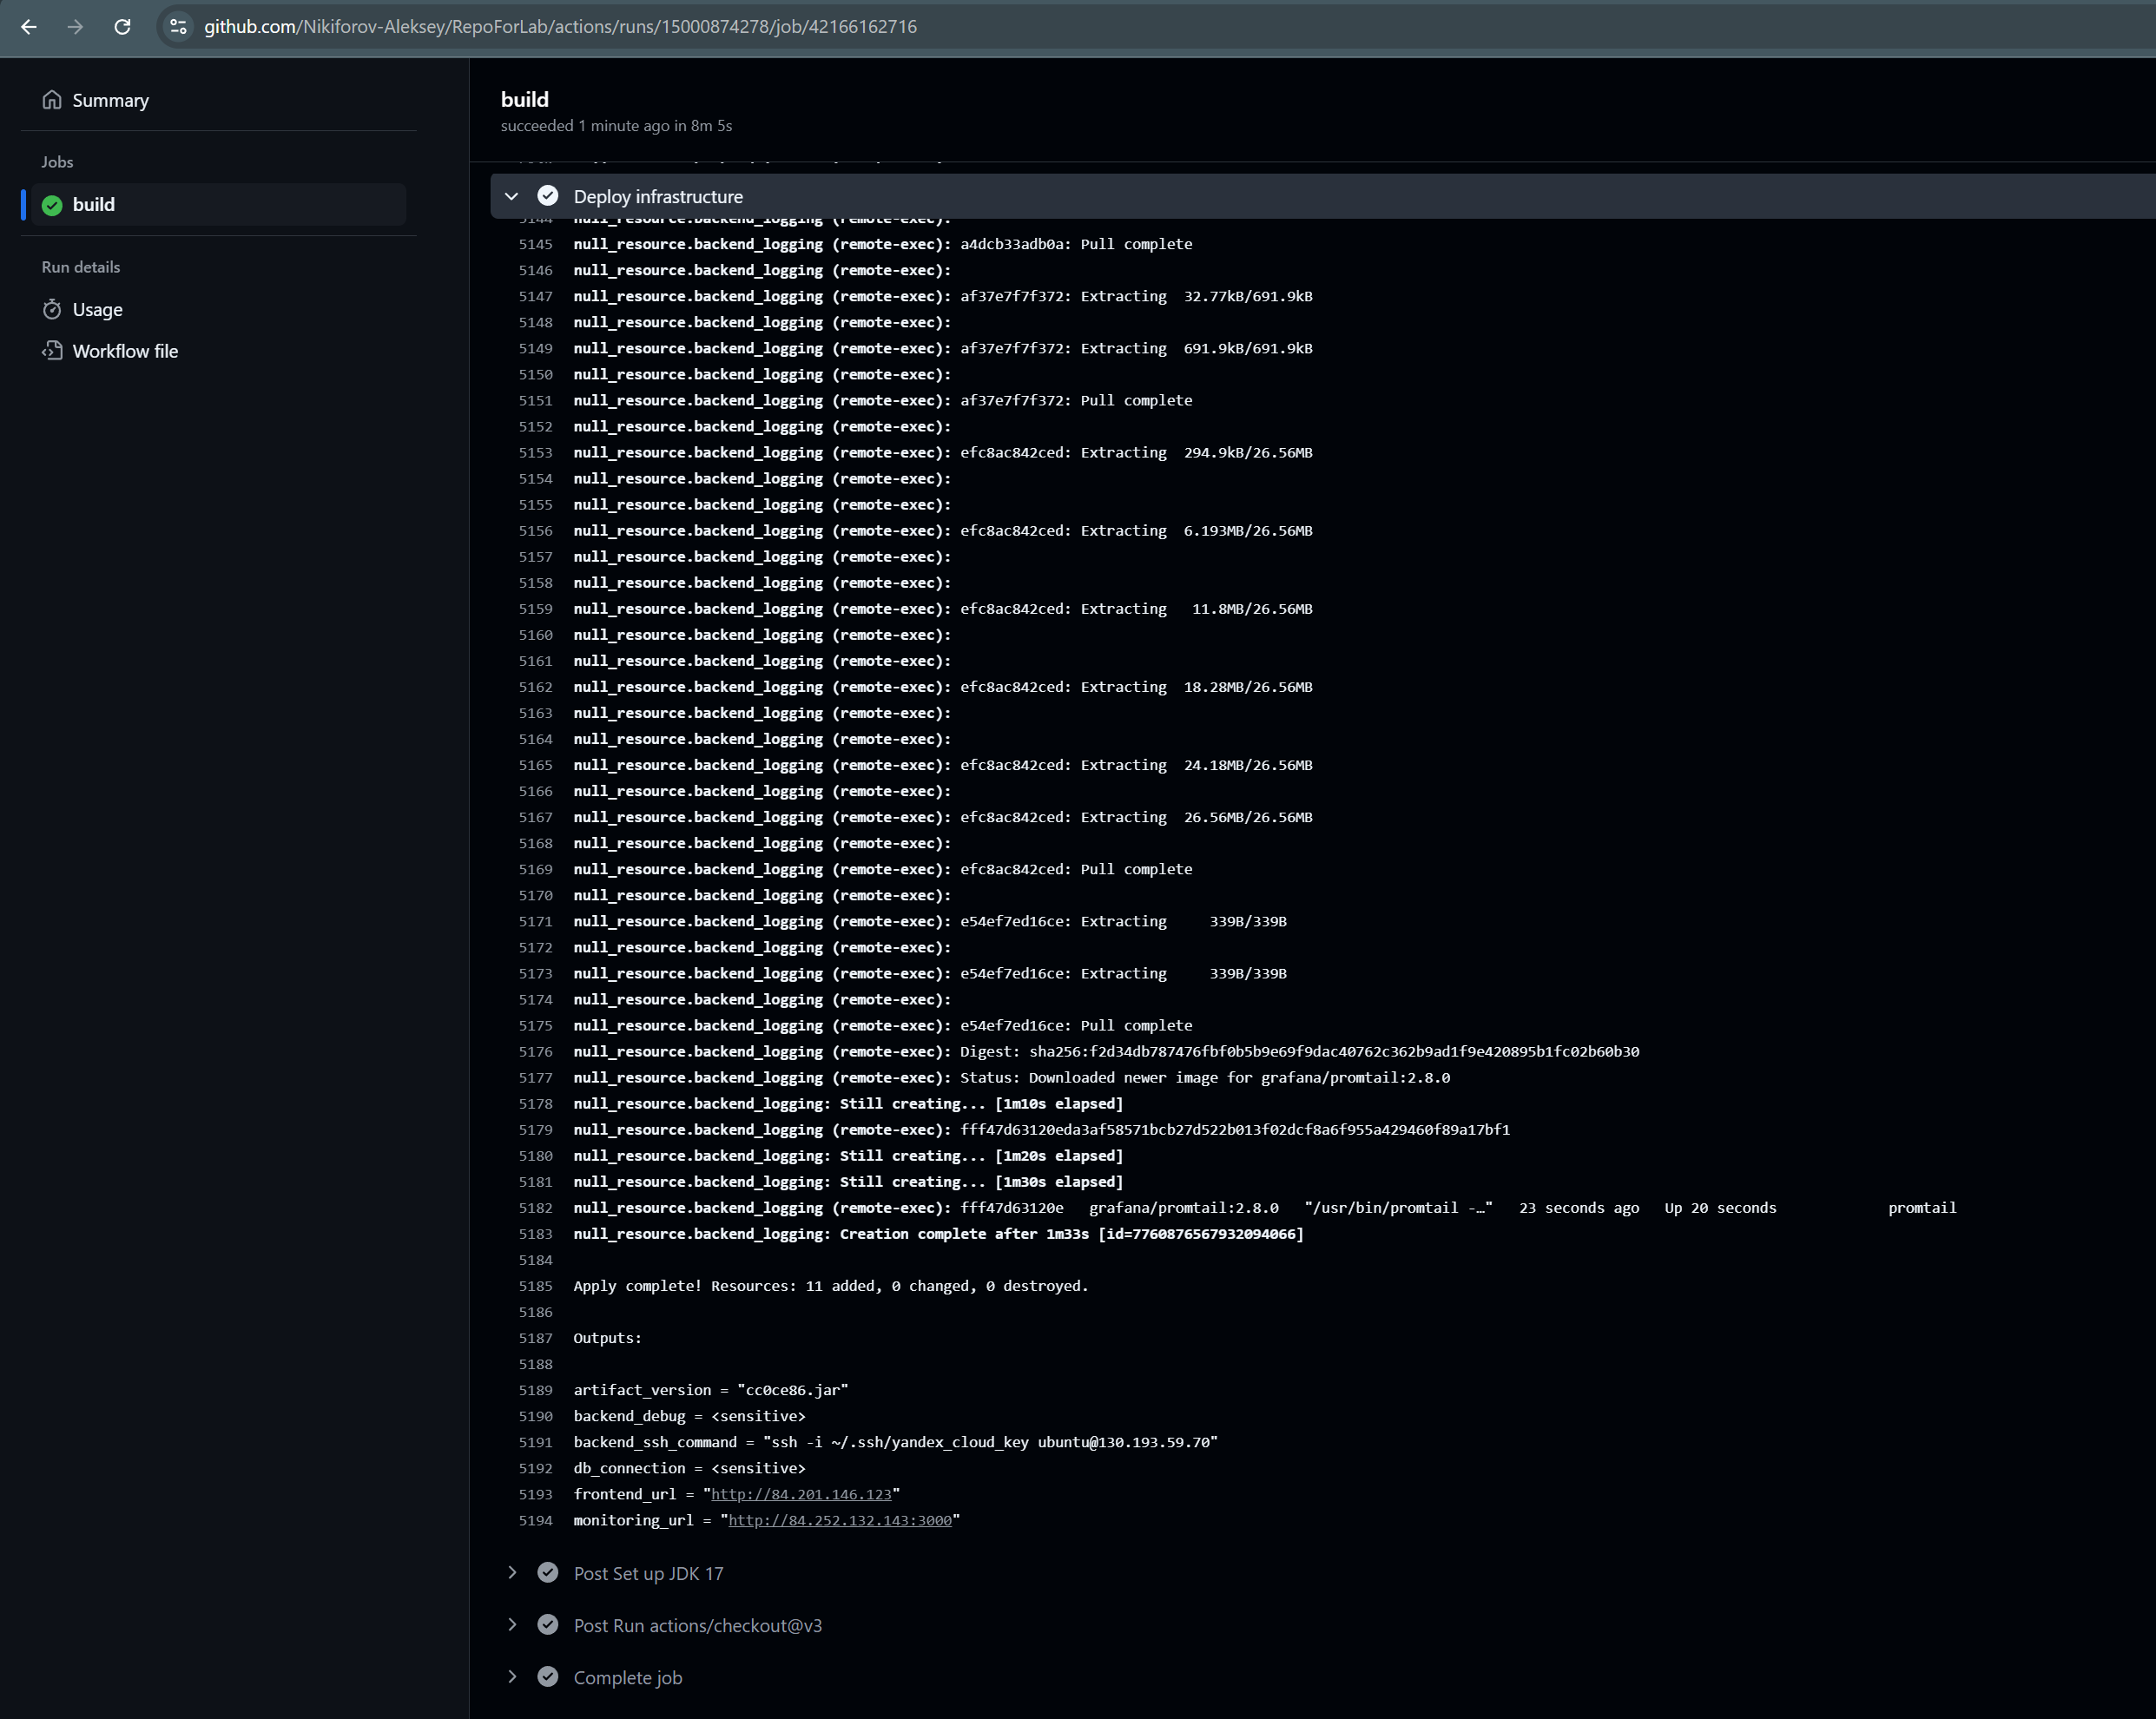 github.com/Nikiforov-Aleksey/RepoForLab/actions/runs/15000874278/job/42166162716
Summary
Jobs
build
Run details
Usage
Workflow file
build
succeeded 1 minute ago in 8m 5s
Deploy infrastructure
5144 null_resource.backend_logging (remote-exec):
5145 null_resource.backend_logging (remote-exec): a4dcb33adb0a: Pull complete
5146 null_resource.backend_logging (remote-exec):
5147 null_resource.backend_logging (remote-exec): af37e7f7f372: Extracting 32.77kB/691.9kB
5148 null_resource.backend_logging (remote-exec):
5149 null_resource.backend_logging (remote-exec): af37e7f7f372: Extracting 691.9kB/691.9kB
5150 null_resource.backend_logging (remote-exec):
5151 null_resource.backend_logging (remote-exec): af37e7f7f372: Pull complete
5152 null_resource.backend_logging (remote-exec):
5153 null_resource.backend_logging (remote-exec): efc8ac842ced: Extracting 294.9kB/26.56MB
5154 null_resource.backend_logging (remote-exec):
5155 null_resource.backend_logging (remote-exec):
5156 null_resource.backend_logging (remote-exec): efc8ac842ced: Extracting 6.193MB/26.56MB
5157 null_resource.backend_logging (remote-exec):
5158 null_resource.backend_logging (remote-exec):
5159 null_resource.backend_logging (remote-exec): efc8ac842ced: Extracting 11.8MB/26.56MB
5160 null_resource.backend_logging (remote-exec):
5161 null_resource.backend_logging (remote-exec):
5162 null_resource.backend_logging (remote-exec): efc8ac842ced: Extracting 18.28MB/26.56MB
5163 null_resource.backend_logging (remote-exec):
5164 null_resource.backend_logging (remote-exec):
5165 null_resource.backend_logging (remote-exec): efc8ac842ced: Extracting 24.18MB/26.56MB
5166 null_resource.backend_logging (remote-exec):
5167 null_resource.backend_logging (remote-exec): efc8ac842ced: Extracting 26.56MB/26.56MB
5168 null_resource.backend_logging (remote-exec):
5169 null_resource.backend_logging (remote-exec): efc8ac842ced: Pull complete
5170 null_resource.backend_logging (remote-exec):
5171 null_resource.backend_logging (remote-exec): e54ef7ed16ce: Extracting 339B/339B
5172 null_resource.backend_logging (remote-exec):
5173 null_resource.backend_logging (remote-exec): e54ef7ed16ce: Extracting 339B/339B
5174 null_resource.backend_logging (remote-exec):
5175 null_resource.backend_logging (remote-exec): e54ef7ed16ce: Pull complete
5176 null_resource.backend_logging (remote-exec): Digest: sha256:f2d34db787476fbf0b5b9e69f9dac40762c362b9ad1f9e420895b1fc02b60b30
5177 null_resource.backend_logging (remote-exec): Status: Downloaded newer image for grafana/promtail:2.8.0
5178 null_resource.backend_logging: Still creating... [1m10s elapsed]
5179 null_resource.backend_logging (remote-exec): fff47d63120eda3af58571bcb27d522b013f02dcf8a6f955a429460f89a17bf1
5180 null_resource.backend_logging: Still creating... [1m20s elapsed]
5181 null_resource.backend_logging: Still creating... [1m30s elapsed]
5182 null_resource.backend_logging (remote-exec): fff47d63120e grafana/promtail:2.8.0 "/usr/bin/promtail -…" 23 seconds ago Up 20 seconds promtail
5183 null_resource.backend_logging: Creation complete after 1m33s [id=7760876567932094066]
5184
5185 Apply complete! Resources: 11 added, 0 changed, 0 destroyed.
5186
5187 Outputs:
5188
5189 artifact_version = "cc0ce86.jar"
5190 backend_debug = <sensitive>
5191 backend_ssh_command = "ssh -i ~/.ssh/yandex_cloud_key ubuntu@130.193.59.70"
5192 db_connection = <sensitive>
5193 frontend_url = "http://84.201.146.123"
5194 monitoring_url = "http://84.252.132.143:3000"
Post Set up JDK 17
Post Run actions/checkout@v3
Complete job